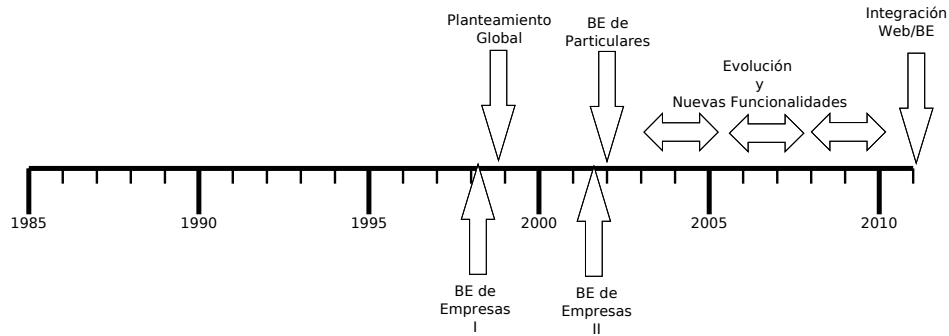 Planteamiento
Global
BE de
Particulares
Evolución
y
Nuevas Funcionalidades
Integración
Web/BE
1985
1990
1995
2000
2005
2010
BE de
Empresas
I
BE de
Empresas
II